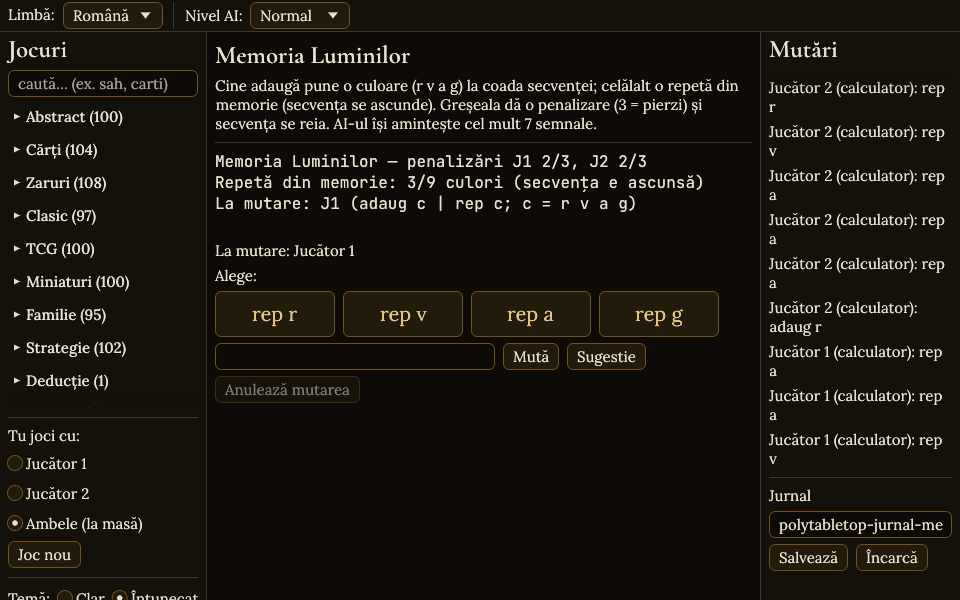 Limbă: Română ▼ Nivel AI: Normal ▼
Jocuri
caută... (ex. sah, carti)
▸ Abstract (100)
▸ Cărți (104)
▸ Zaruri (108)
▸ Clasic (97)
▸ TCG (100)
▸ Miniaturi (100)
▸ Familie (95)
▸ Strategie (102)
▸ Deducție (1)
Tu joci cu:
Jucător 1
Jucător 2
Ambele (la masă)
Joc nou
Temă: Clar Întunecat
Memoria Luminilor
Cine adaugă pune o culoare (r v a g) la coada secvenței; celălalt o repetă din
memorie (secvența se ascunde). Greșeala dă o penalizare (3 = pierzi) și
secvența se reia. AI-ul își amintește cel mult 7 semnale.
Memoria Luminilor — penalizări J1 2/3, J2 2/3
Repetă din memorie: 3/9 culori (secvența e ascunsă)
La mutare: J1 (adaug c | rep c; c = r v a g)
La mutare: Jucător 1
Alege:
rep r rep v rep a rep g
Mută Sugestie
Anulează mutarea
Mutări
Jucător 2 (calculator): rep
r
Jucător 2 (calculator): rep
v
Jucător 2 (calculator): rep
a
Jucător 2 (calculator): rep
a
Jucător 2 (calculator): rep
a
Jucător 2 (calculator):
adaug r
Jucător 1 (calculator): rep
a
Jucător 1 (calculator): rep
a
Jucător 1 (calculator): rep
v
Jurnal
polytabletop-jurnal-me
Salvează Încarcă